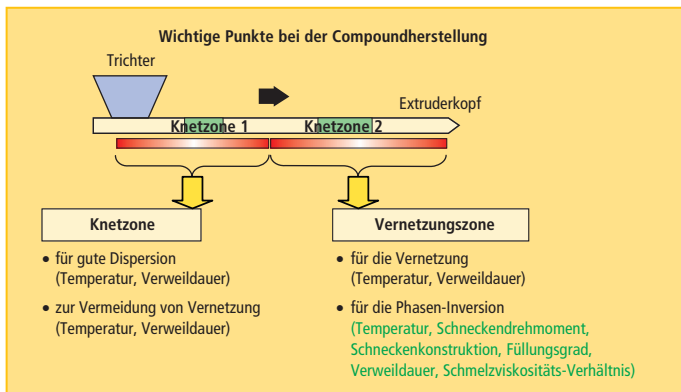 Wichtige Punkte bei der Compoundherstellung
Trichter
Extruderkopf
Knetzone 1
Knetzone 2
Knetzone
• für gute Dispersion
(Temperatur, Verweildauer)
• zur Vermeidung von Vernetzung
(Temperatur, Verweildauer)
Vernetzungszone
• für die Vernetzung
(Temperatur, Verweildauer)
• für die Phasen-Inversion
(Temperatur, Schneckendrehmoment,
Schneckenkonstruktion, Füllungsgrad,
Verweildauer, Schmelzviskositäts-Verhältnis)